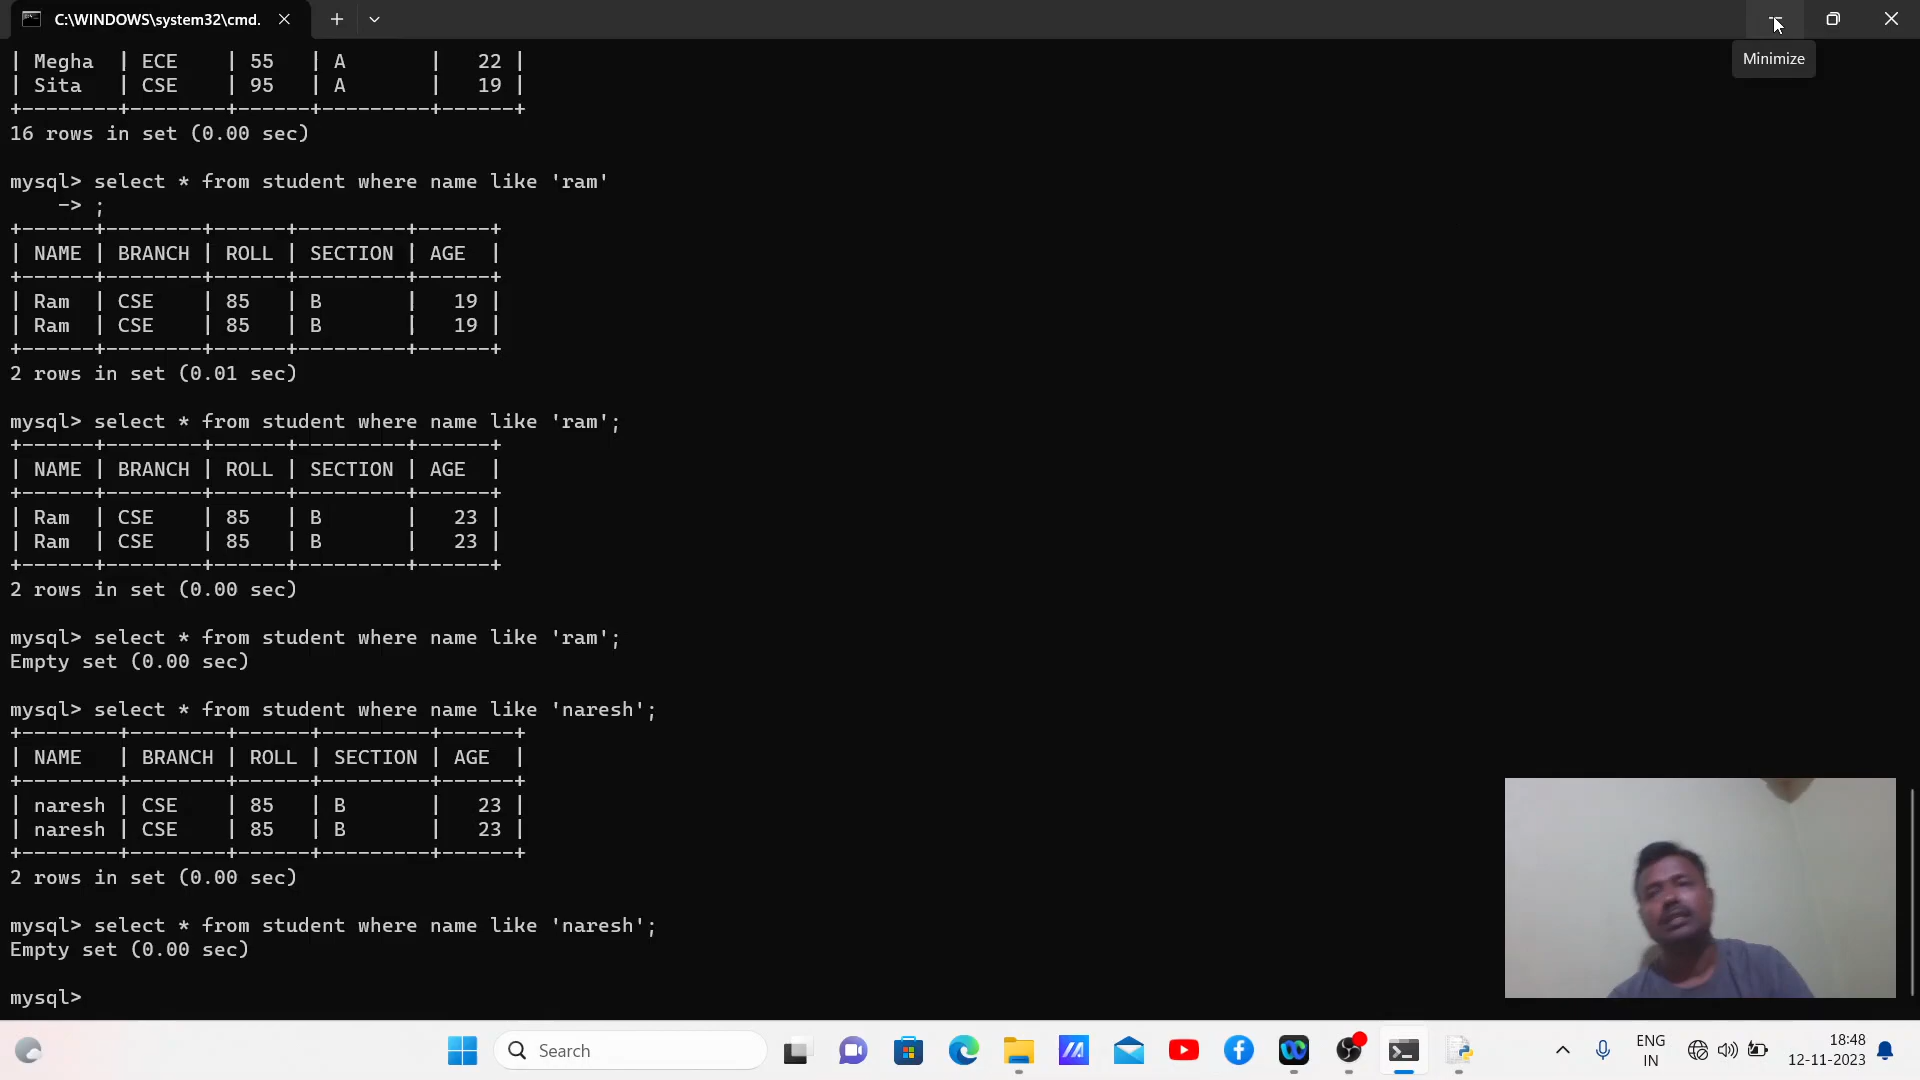 C:\WINDOWS\system32\cmd.
Minimize
| Megha  | ECE    | 55   | A       |   22 |
| Sita   | CSE    | 95   | A       |   19 |
+--------+--------+------+---------+------+
16 rows in set (0.00 sec)
mysql> select * from student where name like 'ram'
    -> ;
+------+--------+------+---------+------+
| NAME | BRANCH | ROLL | SECTION | AGE  |
+------+--------+------+---------+------+
| Ram  | CSE    | 85   | B       |   19 |
| Ram  | CSE    | 85   | B       |   19 |
+------+--------+------+---------+------+
2 rows in set (0.01 sec)
mysql> select * from student where name like 'ram';
+------+--------+------+---------+------+
| NAME | BRANCH | ROLL | SECTION | AGE  |
+------+--------+------+---------+------+
| Ram  | CSE    | 85   | B       |   23 |
| Ram  | CSE    | 85   | B       |   23 |
+------+--------+------+---------+------+
2 rows in set (0.00 sec)
mysql> select * from student where name like 'ram';
Empty set (0.00 sec)
mysql> select * from student where name like 'naresh';
+--------+--------+------+---------+------+
| NAME   | BRANCH | ROLL | SECTION | AGE  |
+--------+--------+------+---------+------+
| naresh | CSE    | 85   | B       |   23 |
| naresh | CSE    | 85   | B       |   23 |
+--------+--------+------+---------+------+
2 rows in set (0.00 sec)
mysql> select * from student where name like 'naresh';
Empty set (0.00 sec)
mysql>
Search
ENG
IN
18:48
12-11-2023